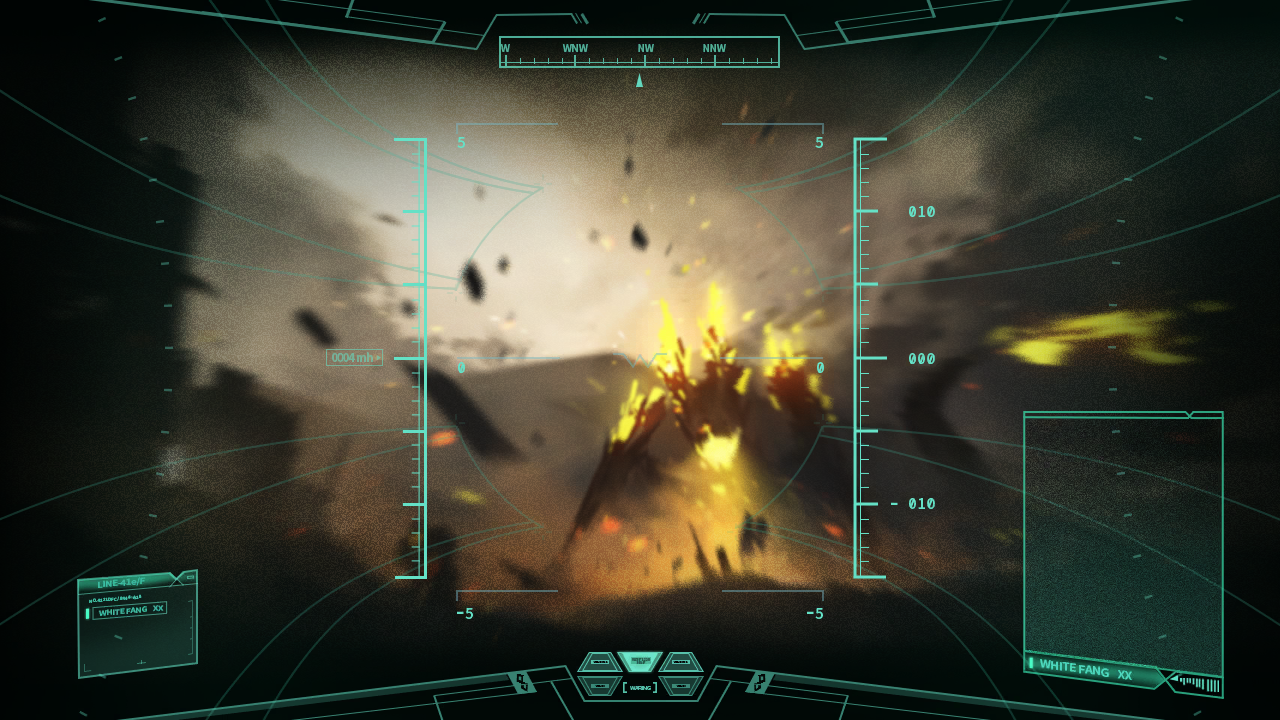 W WNW NW NNW
5 5
010
0004 mh
000
0 0
- 010
-5 -5
LINE-41e/F
WHITE FANG XX
WHITE FANG XX
WARING